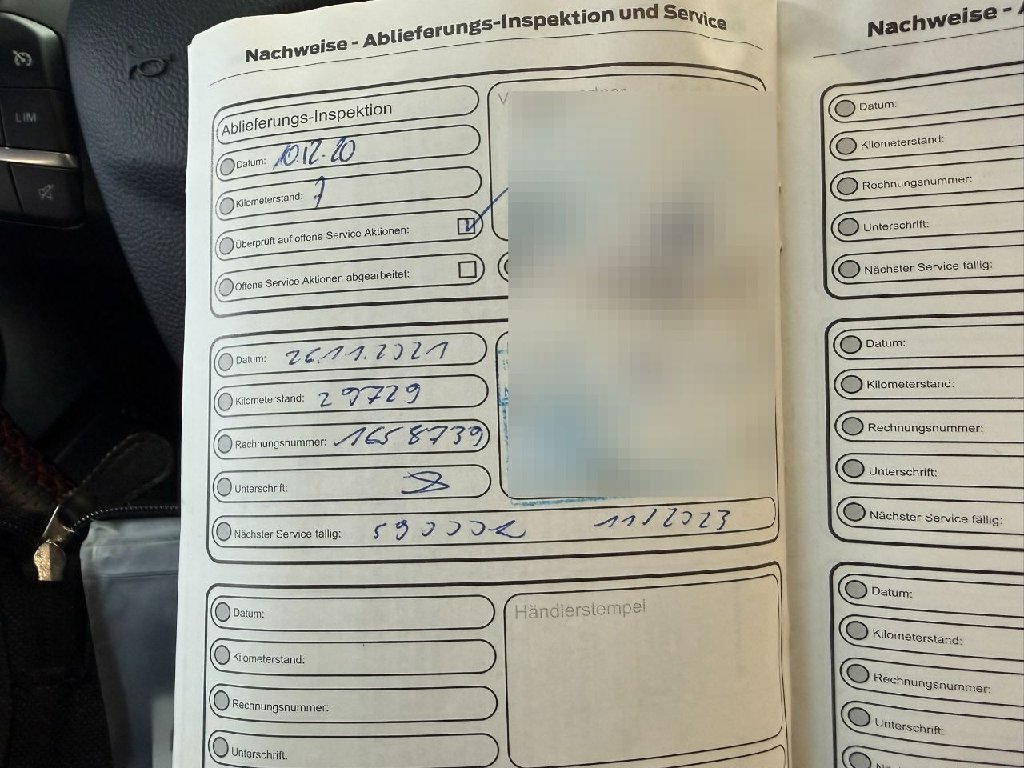 LIM
Nachweise - Ablieferungs-Inspektion und Service
Ablieferungs-Inspektion
Datum: 10.12.20
Kilometerstand: 7
Überprüft auf offene Service Aktionen:
Offene Service Aktionen abgearbeitet:
Datum: 26.11.2021
Kilometerstand: 29729
Rechnungsnummer: 1658739
Unterschrift:
Nächster Service fällig: 59000 11/2023
Datum:
Händlerstempel
Kilometerstand:
Rechnungsnummer:
Unterschrift:
Nachweise -
Datum:
Kilometerstand:
Rechnungsnummer:
Unterschrift:
Nächster Service fällig:
Datum:
Kilometerstand:
Rechnungsnummer:
Unterschrift:
Nächster Service fällig:
Datum:
Kilometerstand:
Rechnungsnummer:
Unterschrift: